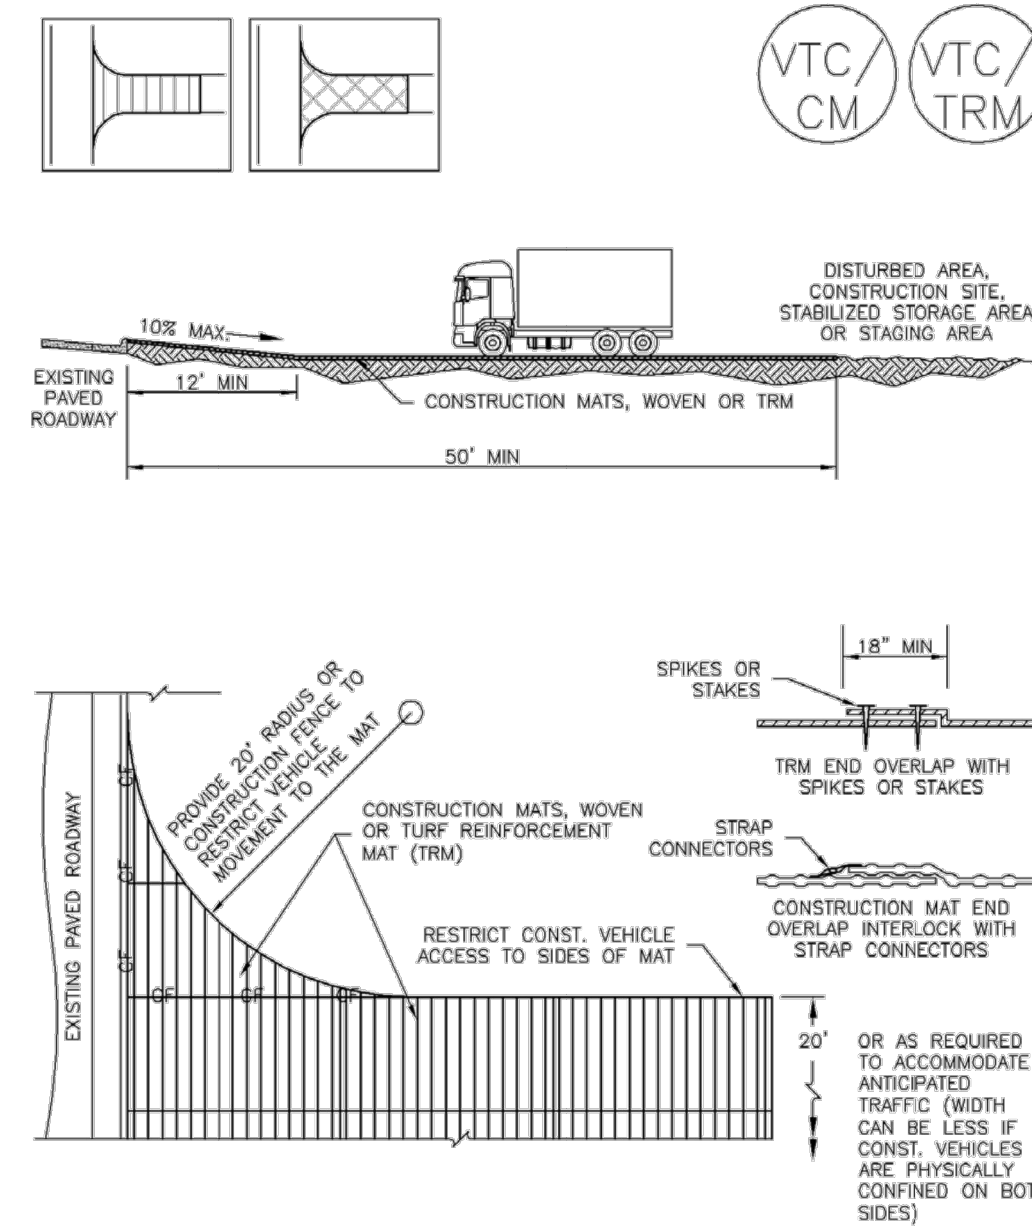 VTC/
CM
VTC/
TRM
DISTURBED AREA,
CONSTRUCTION SITE,
STABILIZED STORAGE AREA
OR STAGING AREA
10% MAX.
EXISTING
PAVED
ROADWAY
12' MIN
CONSTRUCTION MATS, WOVEN OR TRM
50' MIN
18" MIN
SPIKES OR
STAKES
TRM END OVERLAP WITH
SPIKES OR STAKES
PROVIDE 20' RADIUS OR
CONSTRUCTION FENCE TO
RESTRICT VEHICLE
MOVEMENT TO THE MAT
CONSTRUCTION MATS, WOVEN
OR TURF REINFORCEMENT
MAT (TRM)
STRAP
CONNECTORS
CONSTRUCTION MAT END
OVERLAP INTERLOCK WITH
STRAP CONNECTORS
RESTRICT CONST. VEHICLE
ACCESS TO SIDES OF MAT
EXISTING PAVED ROADWAY
CF
CF
CF
CF
CF
CF
20'
OR AS REQUIRED
TO ACCOMMODATE
ANTICIPATED
TRAFFIC (WIDTH
CAN BE LESS IF
CONST. VEHICLES
ARE PHYSICALLY
CONFINED ON BOT
SIDES)